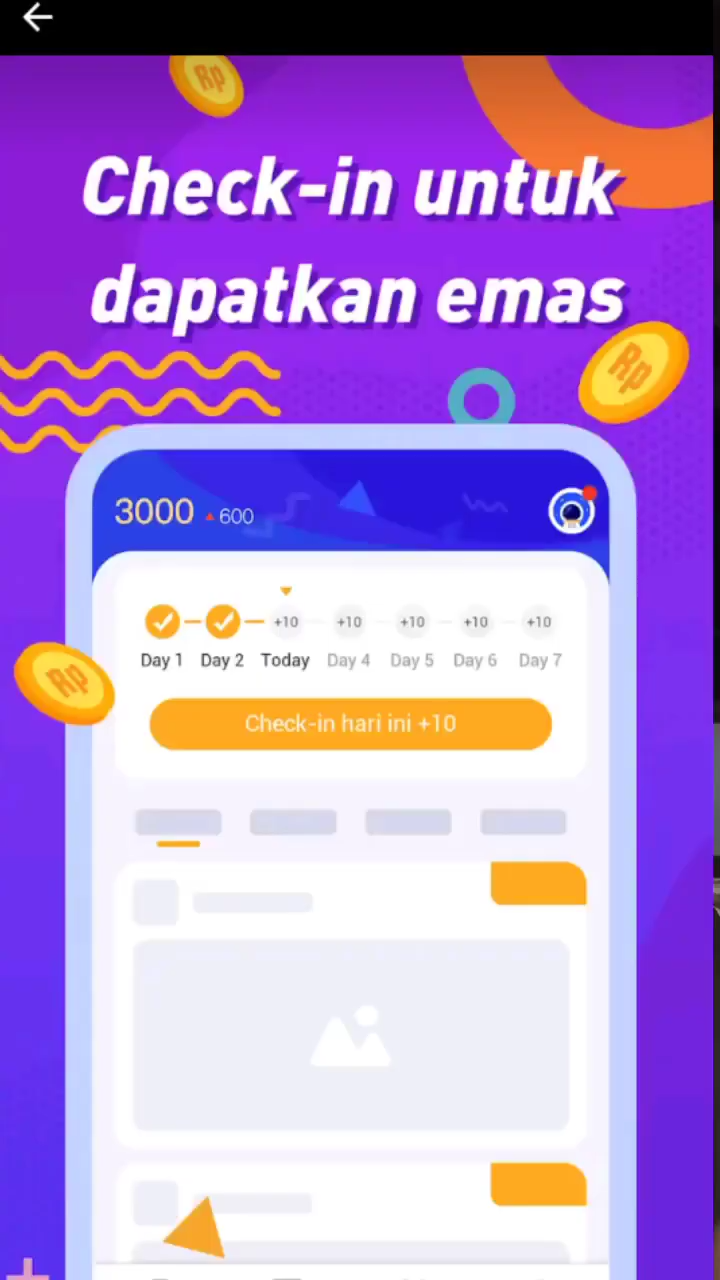 Rp
Check-in untuk
dapatkan emas
Rp
3000 600
+10 +10 +10 +10 +10
Day 1 Day 2 Today Day 4 Day 5 Day 6 Day 7
Rp
Check-in hari ini +10